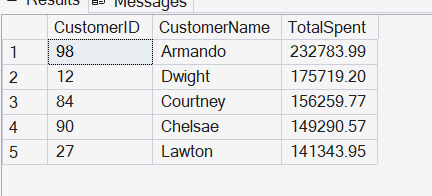 Results Messages
CustomerID CustomerName TotalSpent
1 98 Armando 232783.99
2 12 Dwight 175719.20
3 84 Courtney 156259.77
4 90 Chelsae 149290.57
5 27 Lawton 141343.95